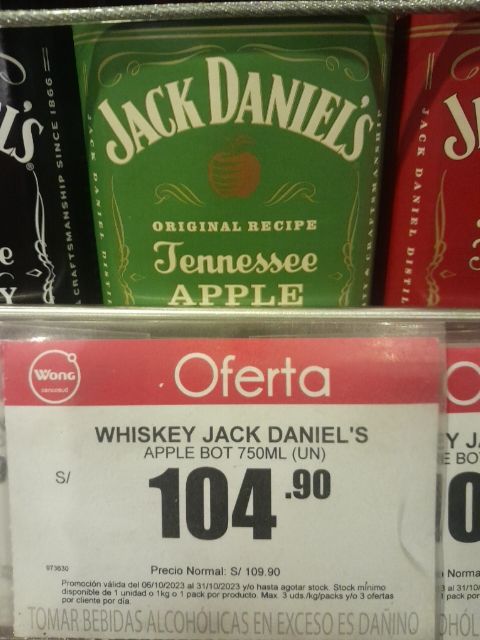 JACK DANIEL'S
ORIGINAL RECIPE
Tennessee
APPLE
CRAFTSMANSHIP SINCE 1866
JACK DANIEL DISTIL
Wong
cencosud
Oferta
WHISKEY JACK DANIEL'S
APPLE BOT 750ML (UN)
S/
104.90
973630
Precio Normal: S/ 109.90
Promoción válida del 06/10/2023 al 31/10/2023 y/o hasta agotar stock. Stock mínimo
disponible de 1 unidad o 1kg o 1 pack por producto. Max. 3 uds./kg/packs y/o 3 ofertas
por cliente por día.
TOMAR BEBIDAS ALCOHÓLICAS EN EXCESO ES DAÑINO